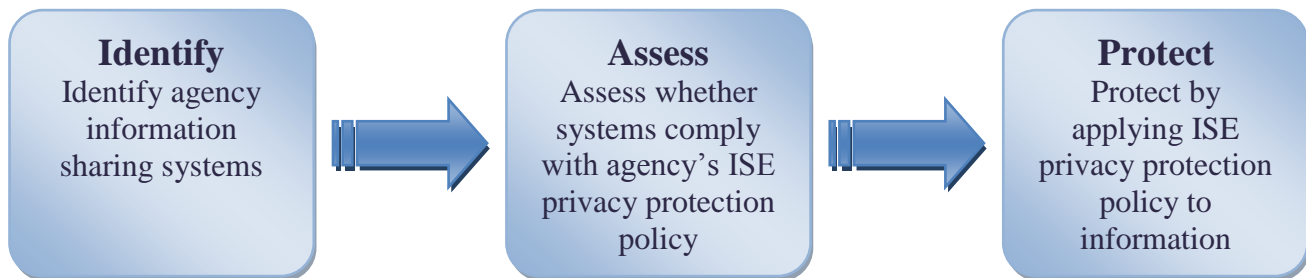 Identify
Identify agency
information
sharing systems
Assess
Assess whether
systems comply
with agency's ISE
privacy protection
policy
Protect
Protect by
applying ISE
privacy protection
policy to
information